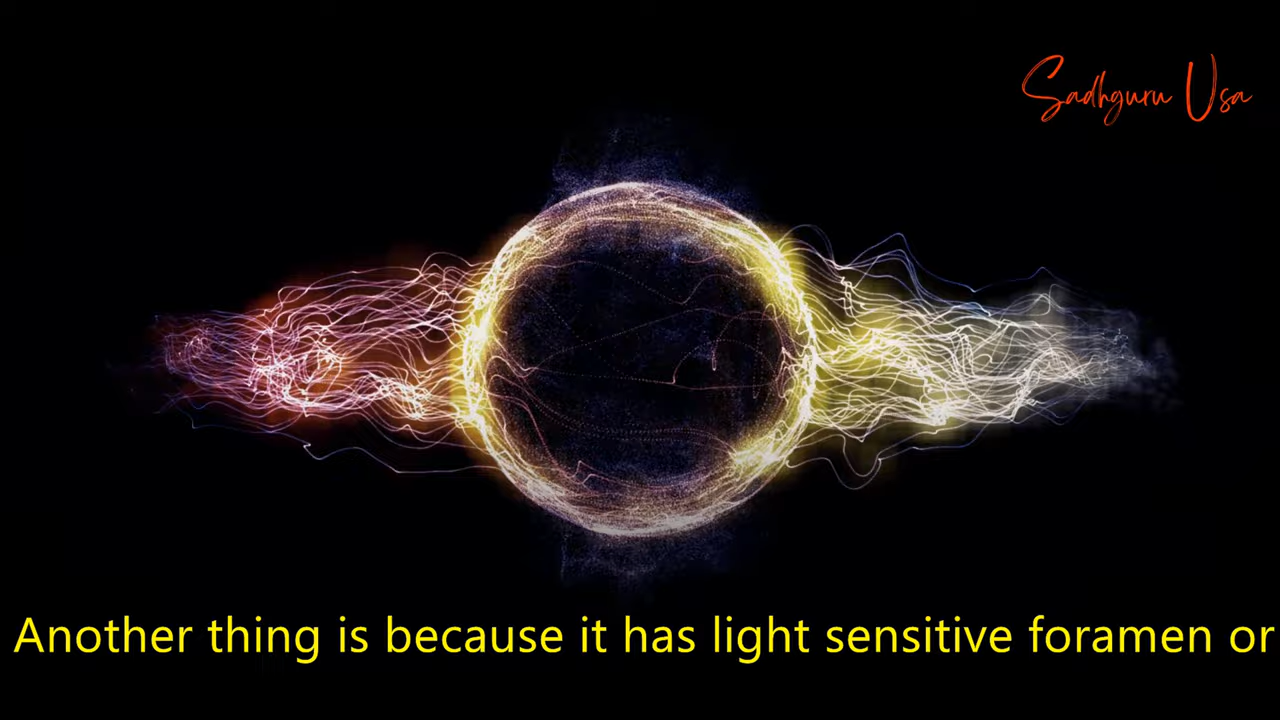 Sadhguru Usa
Another thing is because it has light sensitive foramen or